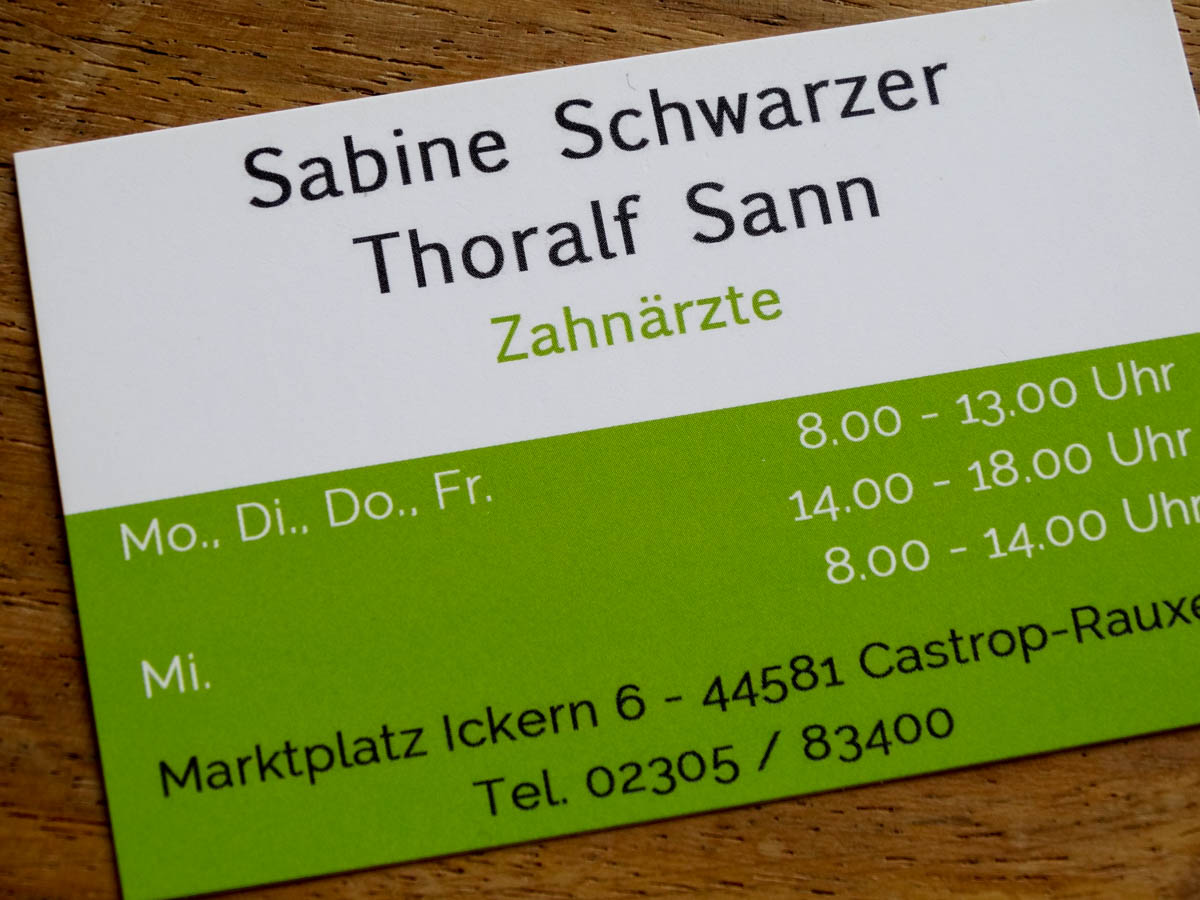 Sabine Schwarzer
Thoralf Sann
Zahnärzte
Mo., Di., Do., Fr. 8.00 - 13.00 Uhr
14.00 - 18.00 Uhr
Mi. 8.00 - 14.00 Uhr
Marktplatz Ickern 6 - 44581 Castrop-Rauxe
Tel. 02305 / 83400